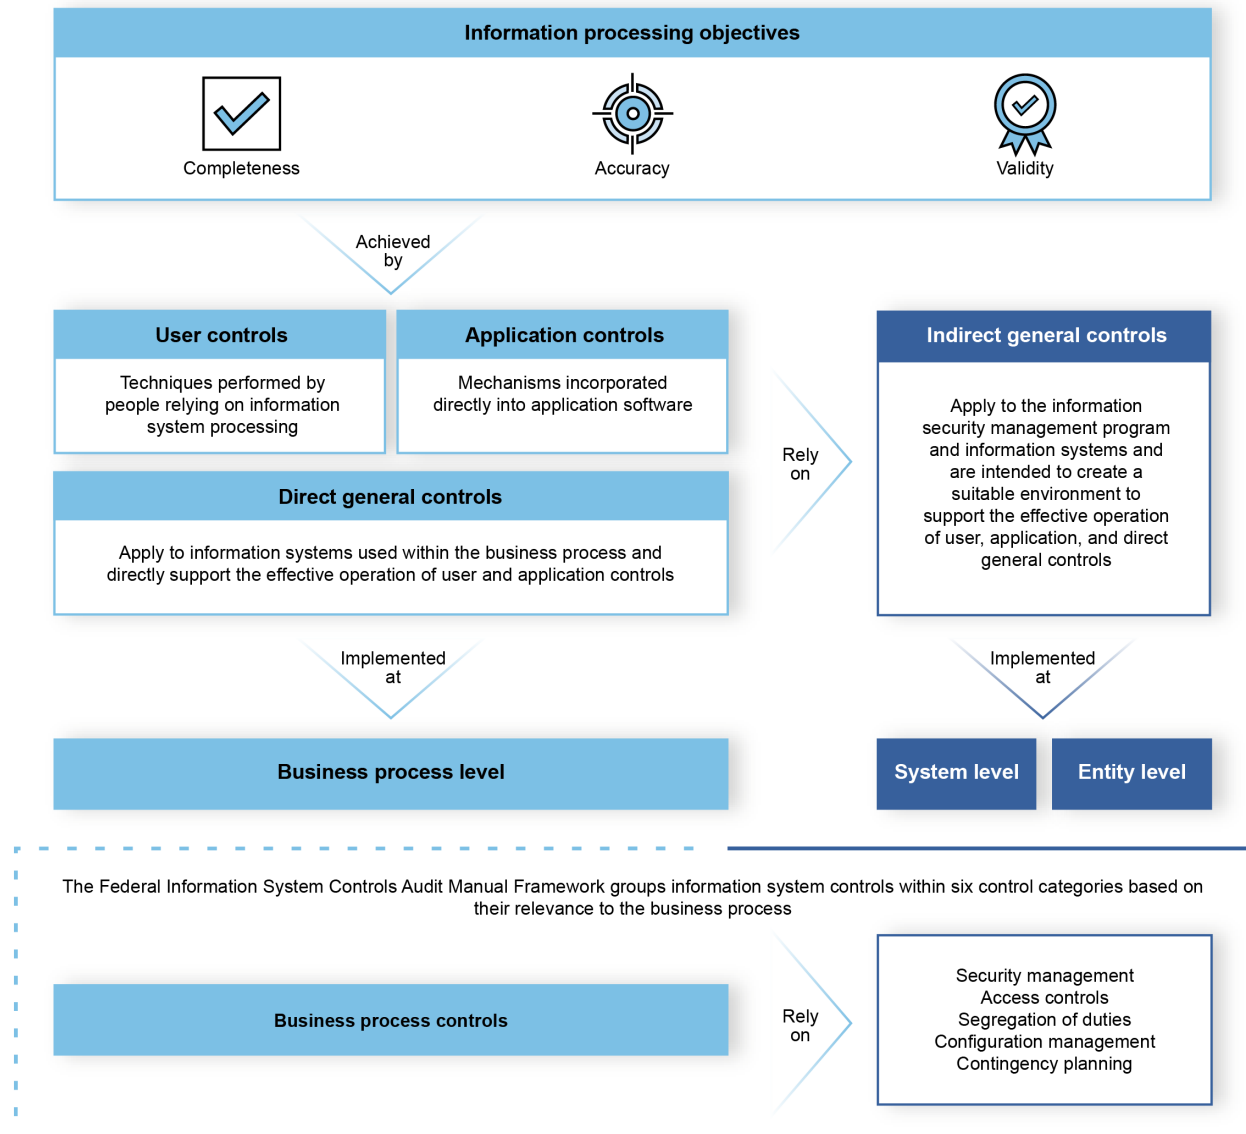 Information processing objectives
Completeness
Accuracy
Validity
Achieved
by
User controls
Techniques performed by
people relying on information
system processing
Application controls
Mechanisms incorporated
directly into application software
Direct general controls
Apply to information systems used within the business process and
directly support the effective operation of user and application controls
Rely
on
Indirect general controls
Apply to the information
security management program
and information systems and
are intended to create a
suitable environment to
support the effective operation
of user, application, and direct
general controls
Implemented
at
Business process level
Implemented
at
System level
Entity level
The Federal Information System Controls Audit Manual Framework groups information system controls within six control categories based on
their relevance to the business process
Business process controls
Rely
on
Security management
Access controls
Segregation of duties
Configuration management
Contingency planning